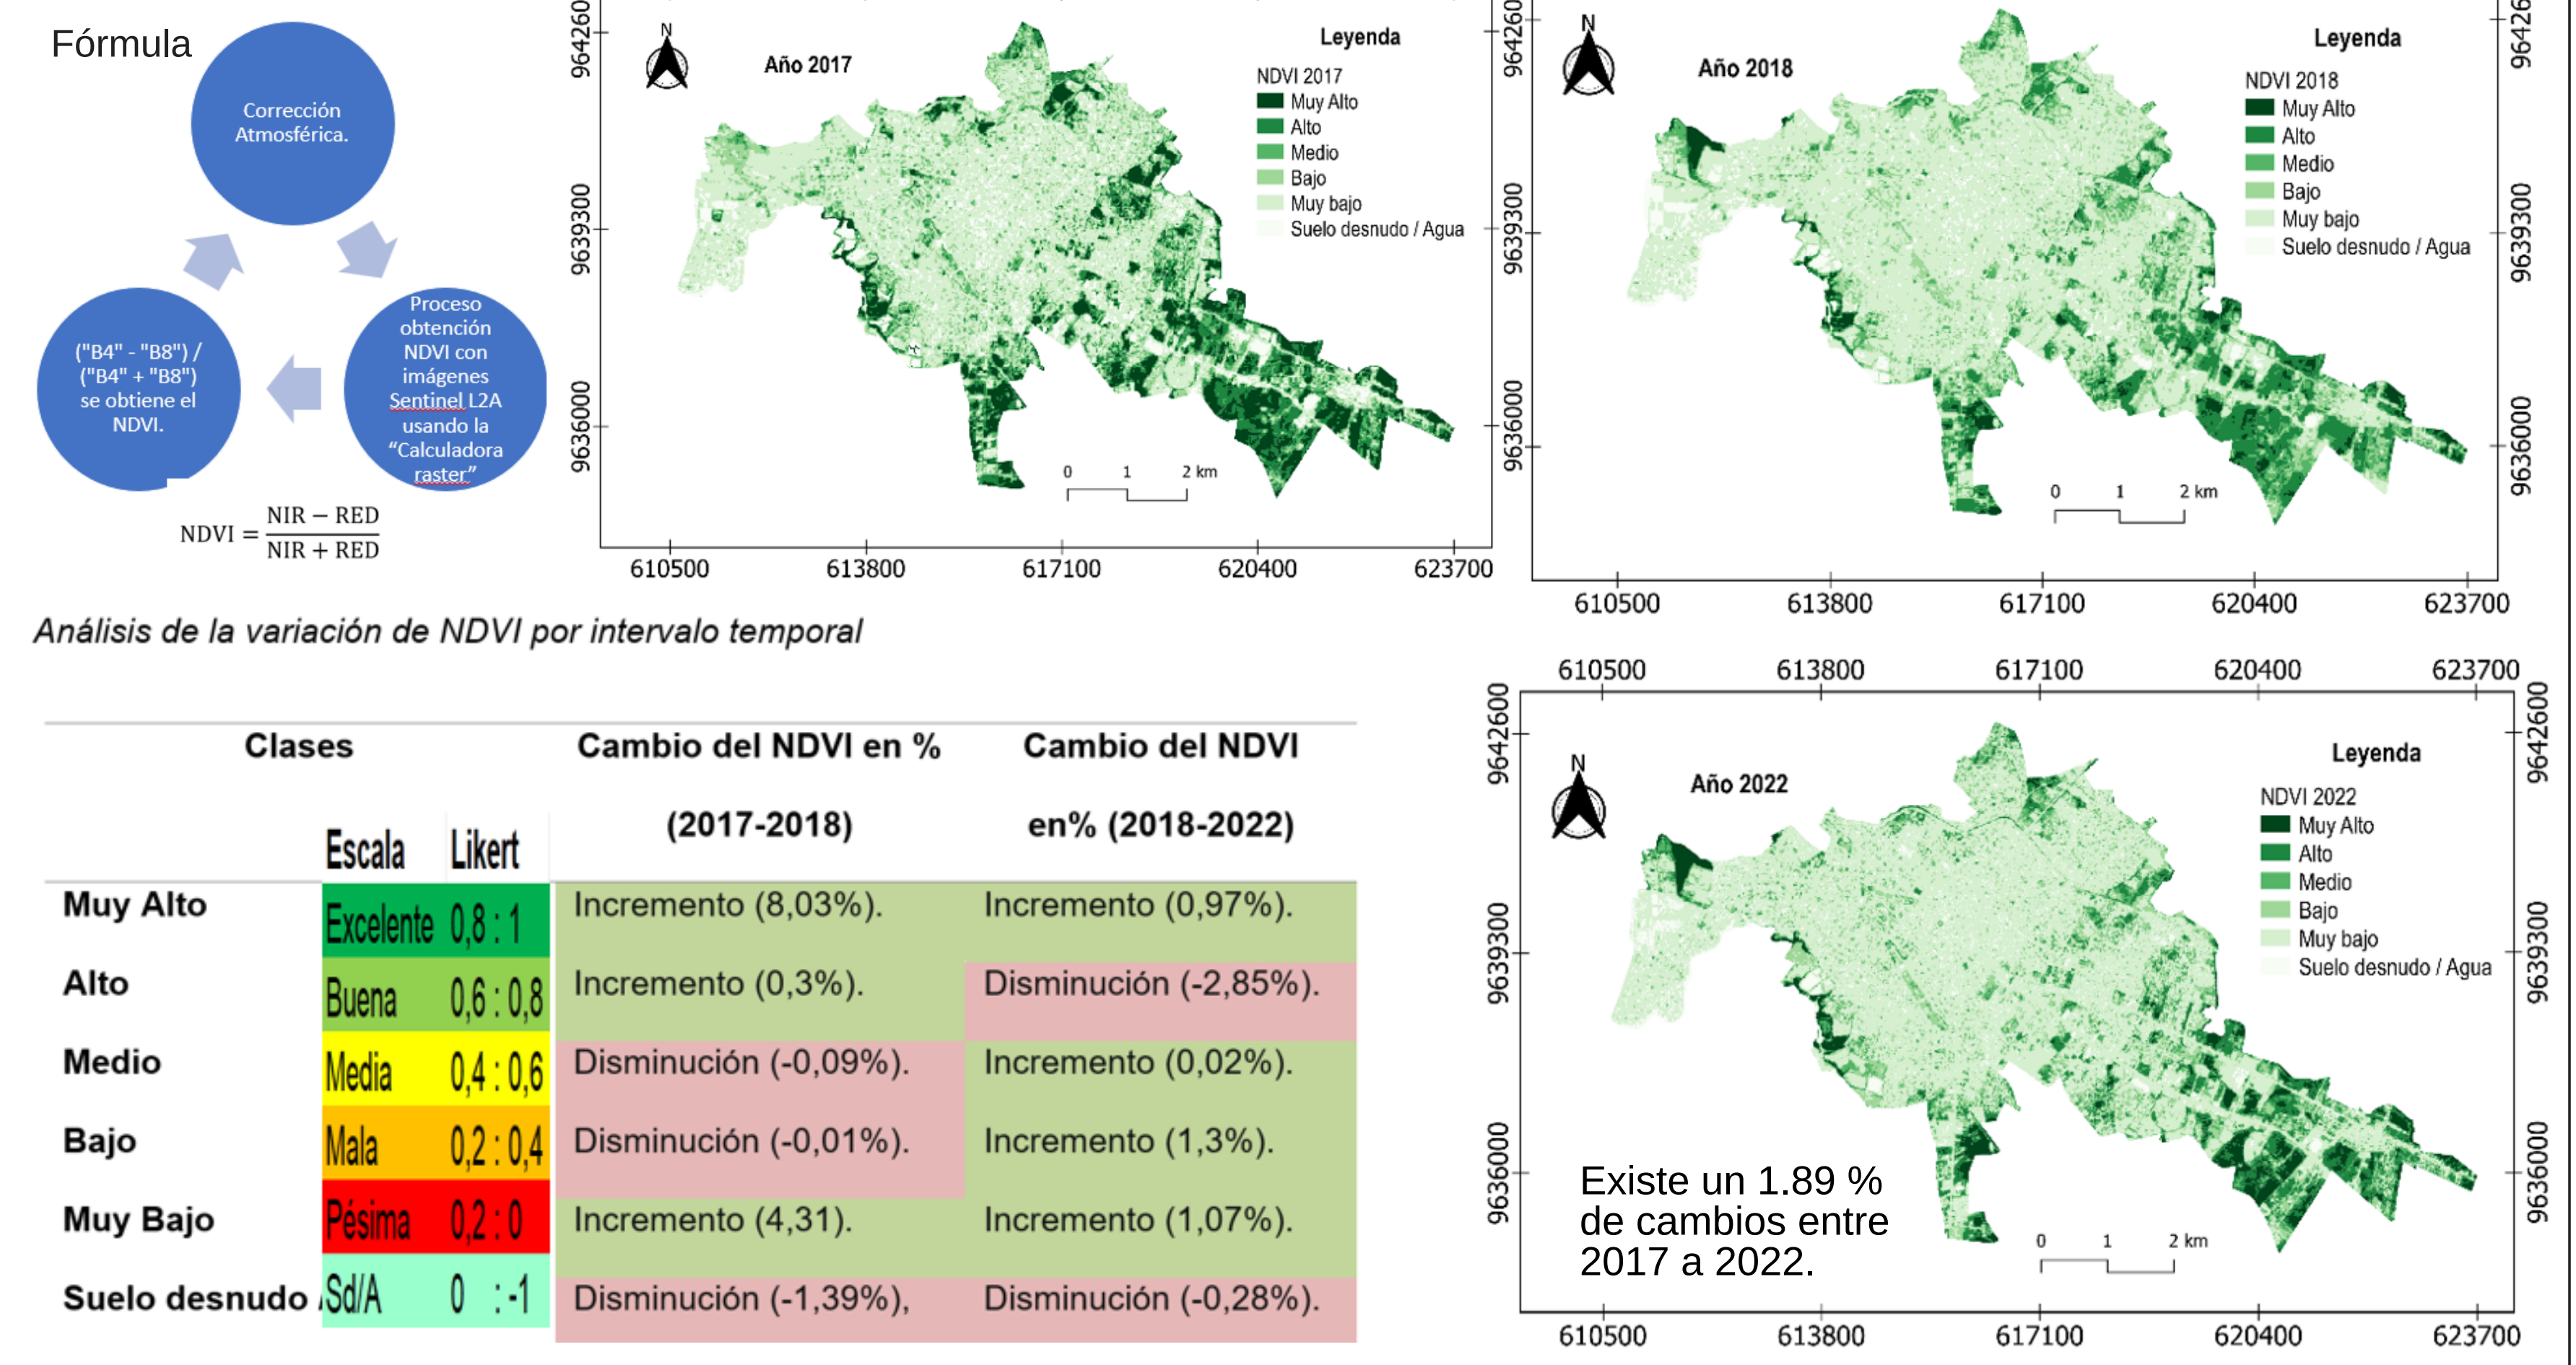 Fórmula
Corrección
Atmosférica.
Proceso
obtención
NDVI con
imágenes
Sentinel L2A
usando la
“Calculadora
raster”
("B4" - "B8") /
("B4" + "B8")
se obtiene el
NDVI.
NDVI = NIR − RED
NIR + RED
N
Año 2017
Leyenda
NDVI 2017
Muy Alto
Alto
Medio
Bajo
Muy bajo
Suelo desnudo / Agua
0 1 2 km
964260
9639300
9636000
610500 613800 617100 620400 623700
N
Año 2018
Leyenda
NDVI 2018
Muy Alto
Alto
Medio
Bajo
Muy bajo
Suelo desnudo / Agua
0 1 2 km
964260
9639300
9636000
964260
9639300
9636000
610500 613800 617100 620400 623700
Análisis de la variación de NDVI por intervalo temporal
Clases Cambio del NDVI en % Cambio del NDVI
(2017-2018) en% (2018-2022)
Escala Likert
Muy Alto Excelente 0,8 : 1 Incremento (8,03%). Incremento (0,97%).
Alto Buena 0,6 : 0,8 Incremento (0,3%). Disminución (-2,85%).
Medio Media 0,4 : 0,6 Disminución (-0,09%). Incremento (0,02%).
Bajo Mala 0,2 : 0,4 Disminución (-0,01%). Incremento (1,3%).
Muy Bajo Pésima 0,2 : 0 Incremento (4,31). Incremento (1,07%).
Suelo desnudo / Sd/A 0 : -1 Disminución (-1,39%), Disminución (-0,28%).
610500 613800 617100 620400 623700
N
Año 2022
Leyenda
NDVI 2022
Muy Alto
Alto
Medio
Bajo
Muy bajo
Suelo desnudo / Agua
Existe un 1.89 %
de cambios entre
2017 a 2022.
0 1 2 km
9642600
9639300
9636000
9642600
9639300
9636000
610500 613800 617100 620400 623700